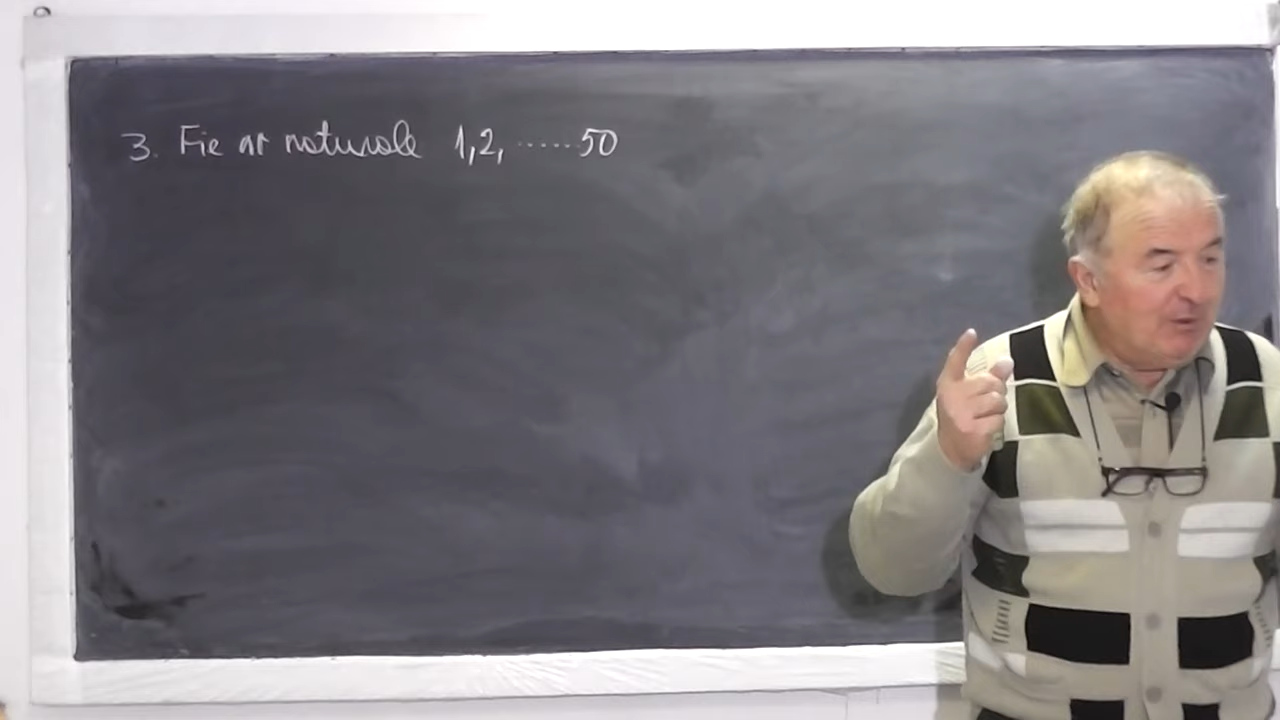 3. Fie nr naturale 1,2, ......50